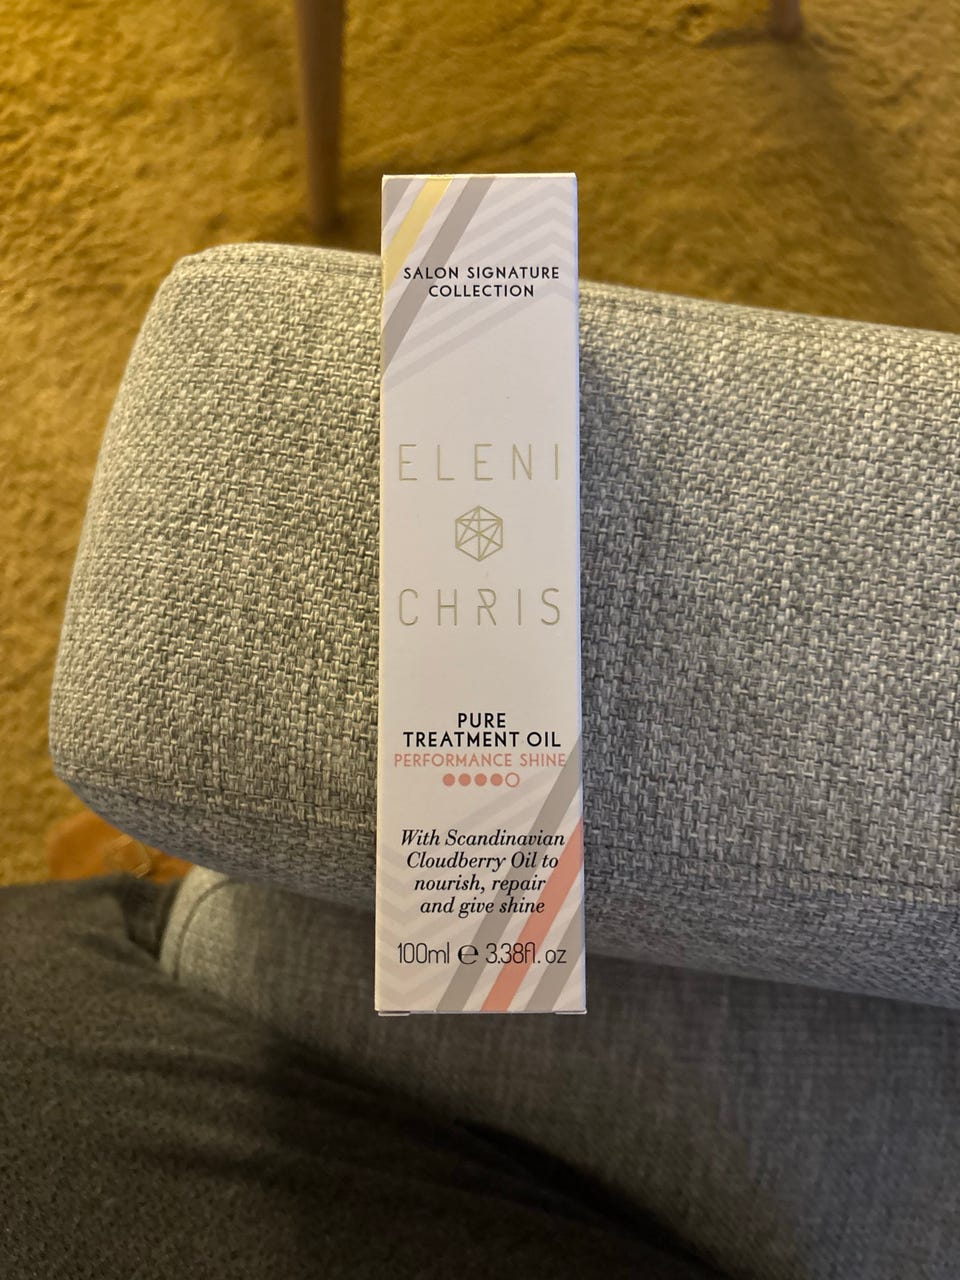 SALON SIGNATURE
COLLECTION
ELENI
CHRIS
PURE
TREATMENT OIL
PERFORMANCE SHINE
With Scandinavian
Cloudberry Oil to
nourish, repair
and give shine
100ml ℮ 3.38fl. oz